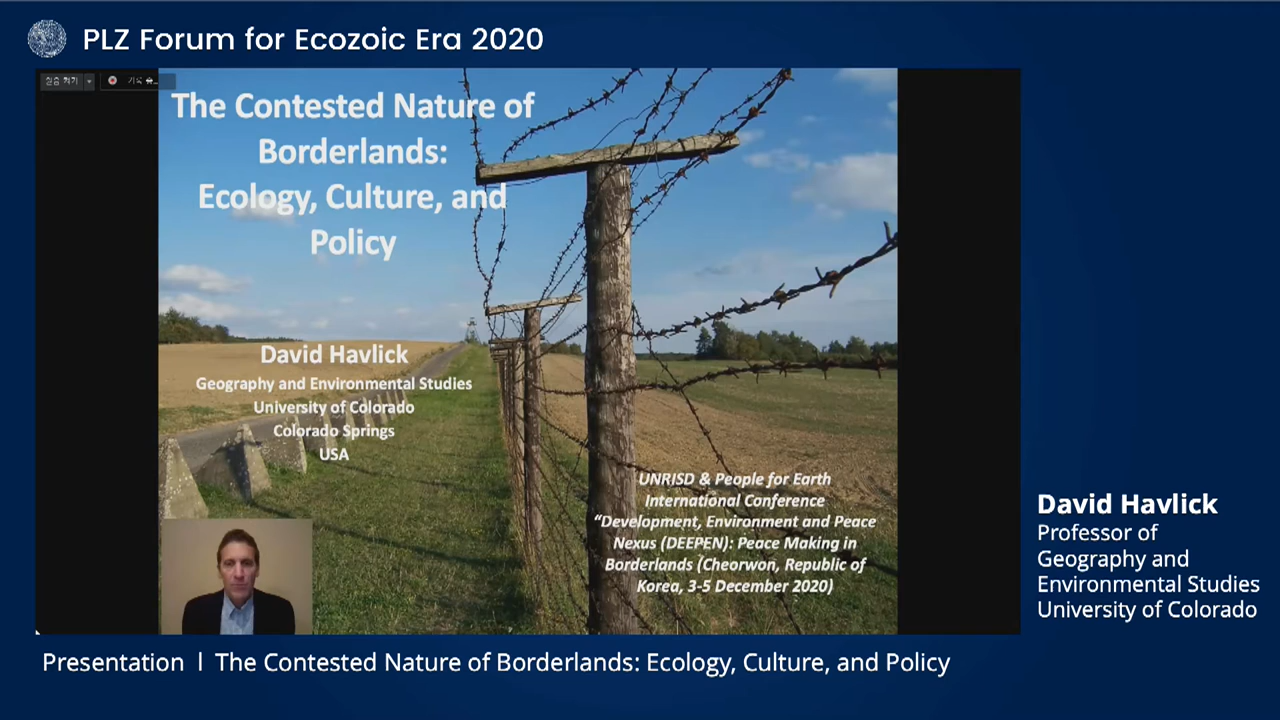 PLZ Forum for Ecozoic Era 2020
The Contested Nature of
Borderlands:
Ecology, Culture, and
Policy
David Havlick
Geography and Environmental Studies
University of Colorado
Colorado Springs
USA
UNRISD & People for Earth
International Conference
“Development, Environment and Peace
Nexus (DEEPEN): Peace Making in
Borderlands (Cheorwon, Republic of
Korea, 3-5 December 2020)
David Havlick
Professor of
Geography and
Environmental Studies
University of Colorado
Presentation l The Contested Nature of Borderlands: Ecology, Culture, and Policy